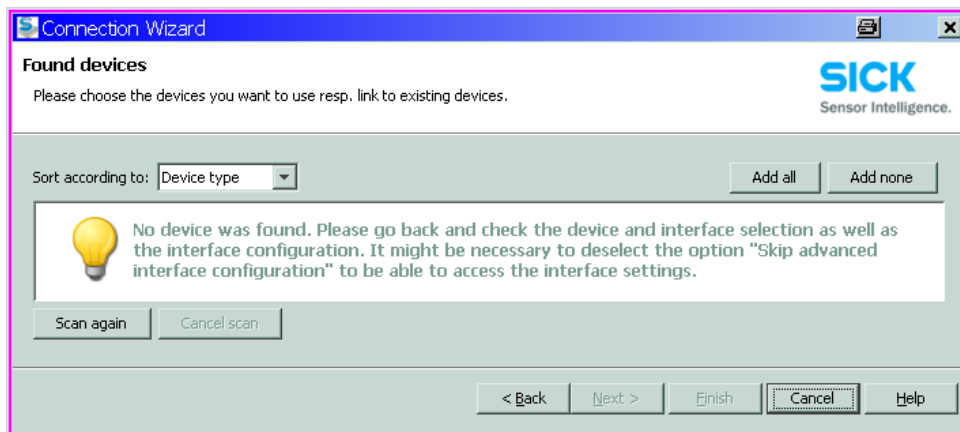 Connection Wizard
Found devices
Please choose the devices you want to use resp. link to existing devices.
SICK
Sensor Intelligence.
Sort according to: Device type
Add all
Add none
No device was found. Please go back and check the device and interface selection as well as
the interface configuration. It might be necessary to deselect the option "Skip advanced
interface configuration" to be able to access the interface settings.
Scan again
Cancel scan
< Back
Next >
Finish
Cancel
Help